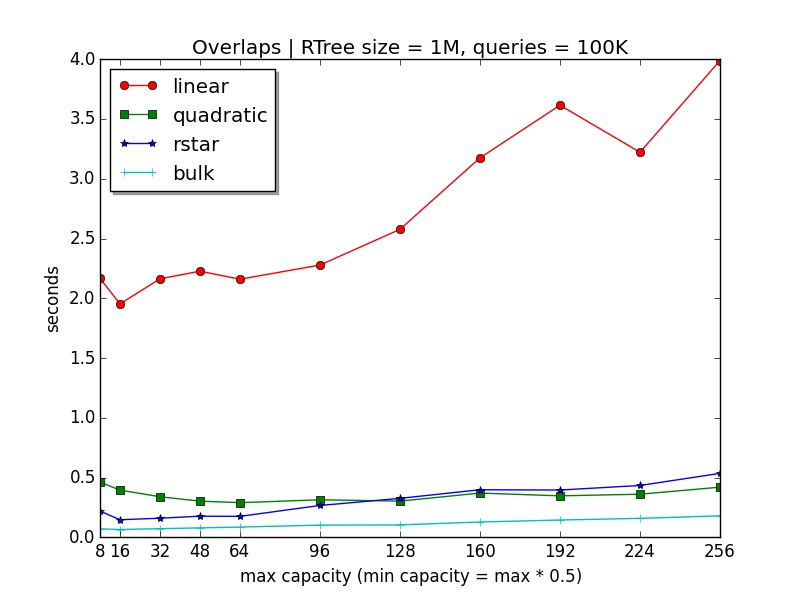 Overlaps | RTree size = 1M, queries = 100K
4.0
3.5
3.0
2.5
2.0
1.5
1.0
0.5
0.0
seconds
linear
quadratic
rstar
bulk
8 16 32 48 64 96 128 160 192 224 256
max capacity (min capacity = max * 0.5)